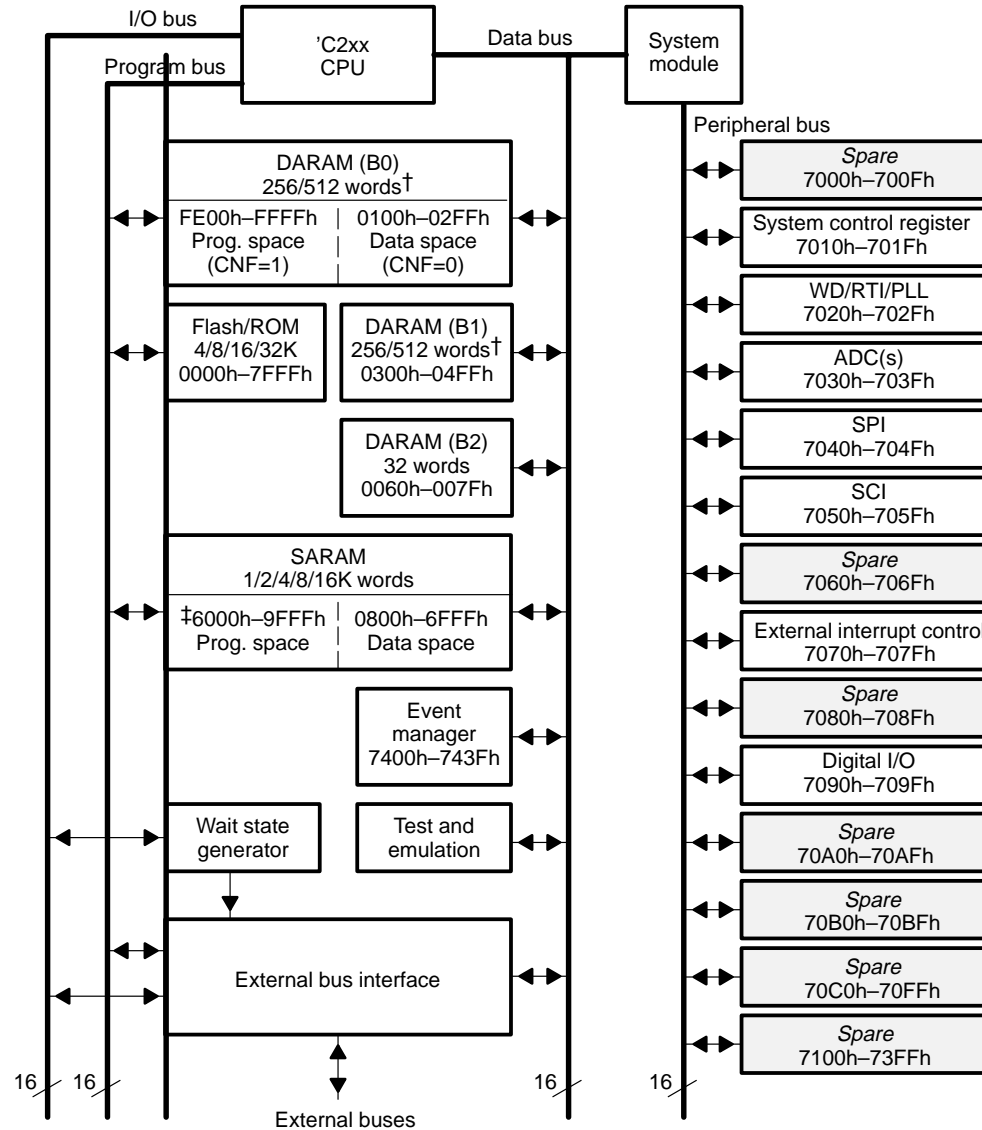 I/O bus
'C2xx
CPU
Data bus
System
module
Program bus
Peripheral bus
DARAM (B0)
256/512 words†
FE00h–FFFFh
Prog. space
(CNF=1)
0100h–02FFh
Data space
(CNF=0)
Flash/ROM
4/8/16/32K
0000h–7FFFh
DARAM (B1)
256/512 words†
0300h–04FFh
DARAM (B2)
32 words
0060h–007Fh
SARAM
1/2/4/8/16K words
‡6000h–9FFFh
Prog. space
0800h–6FFFh
Data space
Event
manager
7400h–743Fh
Wait state
generator
Test and
emulation
External bus interface
External buses
16
16
16
16
Spare
7000h–700Fh
System control register
7010h–701Fh
WD/RTI/PLL
7020h–702Fh
ADC(s)
7030h–703Fh
SPI
7040h–704Fh
SCI
7050h–705Fh
Spare
7060h–706Fh
External interrupt control
7070h–707Fh
Spare
7080h–708Fh
Digital I/O
7090h–709Fh
Spare
70A0h–70AFh
Spare
70B0h–70BFh
Spare
70C0h–70FFh
Spare
7100h–73FFh